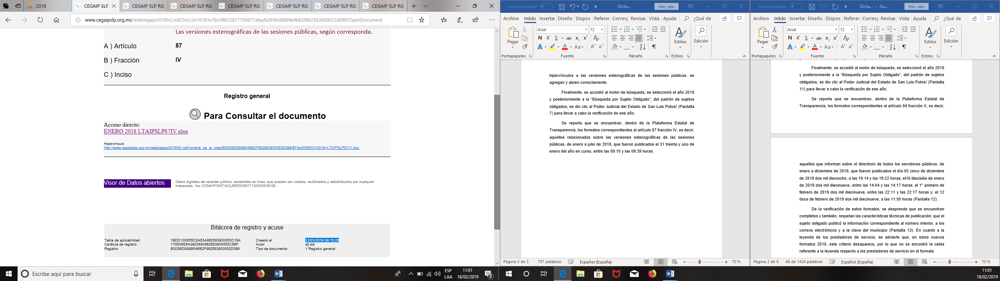 2018
CEGAIP SLP
CEGAIP SLP RG
CEGAIP SLP RG
CEGAIP SLP RG
CEGAIP SLP RG
CEGAIP SLP RG
CEGAIP SLP RG
www.cegaipslp.org.mx/webcegaip2018N2.nsf/2e2c2e16181e1bc98625817700671a6a/b303bd8889e4bb2f862583930053d099?OpenDocument
Las versiones estenográficas de las sesiones públicas, según corresponda.
A ) Artículo 87
B ) Fracción IV
C ) Inciso
Registro general
Para Consultar el documento
Acceso directo:
ENERO 2018 LTAIPSLP87IV.xlsx
Hipervinculo
http://www.cegaipslp.org.mx/webcegaip2018N2.nsf/nombre_de_la_vista/B303BD8889E4BB2F862583930053D099/$File/ENERO+2018+LTAIPSLP87IV.xlsx
Visor de Datos abiertos
Datos digitales de caracter público, accesibles en linea, que pueden ser usados, reutilizados y redistribuidos por cualquier
interesado. Ver CONAIP/SNT/ACUERDO/EXT13/04/2016-08
Bitácora de registro y acuse
Tabla de aplicabilidad 1BDD100E55C2A53A862583930053C16A Creado el 31/01/2019 09:15:28
Carátula de registro 170E05E5A2920880862583930053C5BF Autor stj slp
Registro B303BD8889E4BB2F862583930053D099 Tipo de documento 1 Registro general
Escribe aquí para buscar
ESP
LAA
11:01
18/02/2019
2
Autoguardado Dicta... Inic. ses.
Archivo Inicio Insertar Diseño Dispos Referer Corresp Revisar Vista Ayuda ¿Qué de
Arial 12
N K S ab x₂ x²
Pegar Estilos Edición
Portapapeles Fuente Párrafo Estilos
hipervínculos a las versiones estenográficas de las sesiones públicas, se
agregan y abren correctamente.
Finalmente, se accedió al motor de búsqueda, se seleccionó el año 2018
y posteriormente a la “Búsqueda por Sujeto Obligado”, del padrón de sujetos
obligados, se dio clic al Poder Judicial del Estado de San Luis Potosí (Pantalla
7) para llevar a cabo la verificación de ese año.
Se reporta que se encuentran, dentro de la Plataforma Estatal de
Transparencia, los formatos correspondientes al artículo 87 fracción IV, es decir,
aquellos relacionados sobre las versiones estenográficas de las sesiones
públicas, de enero a julio de 2018, que fueron publicados el 31 treinta y uno de
enero del año en curso, entre las 09:15 y las 09:39 horas.
Página 3 de 3 797 palabras Español (España) 70 %
Autoguardado Dicta... - Gu... Inic. ses.
Archivo Inicio Insertar Diseño Dispos Referer Corresp Revisar Vista Ayuda ¿Qué de
Arial 12
N K S ab x₂ x²
Pegar Estilos Edición
Portapapeles Fuente Párrafo Estilos
Finalmente, se accedió al motor de búsqueda, se seleccionó el año 2018
y posteriormente a la “Búsqueda por Sujeto Obligado”, del padrón de sujetos
obligados, se dio clic al Poder Judicial del Estado de San Luis Potosí (Pantalla
11) para llevar a cabo la verificación de ese año.
Se reporta que se encuentran, dentro de la Plataforma Estatal de
Transparencia, los formatos correspondientes al artículo 84 fracción X, es decir,
aquellos que informan sobre el directorio de todos los servidores públicos, de
enero a diciembre de 2018; que fueron publicados el día 05 cinco de diciembre
de 2018 dos mil dieciocho, a las 19:14 y las 19:22 horas; el16 dieciséis de enero
de 2019 dos mil diecinueve, entre las 14:04 y las 14:17 horas; el 1° primero de
febrero de 2019 dos mil diecinueve, entre las 22:11 y las 22:17 horas y; el 12
doce de febrero de 2019 dos mil diecinueve, a las 11:50 horas (Pantalla 12).
De la verificación de estos formatos, se desprende que se encuentran
completos y también, respetan las características técnicas de publicación; que el
sujeto obligado publicó la información correspondiente al número interior, a los
correos electrónicos y a la clave del municipio (Pantalla 13). En cuanto a la
leyenda de los prestadores de servicio, se advierte que, en estos nuevos
formatos 2018, este criterio desaparece, por lo que no se encontró la celda
referente a la leyenda respecto a los prestadores de servicio en el formato.
Página 3 de 8 48 de 1424 palabras Español (España) 70 %
11:01
18/02/2019